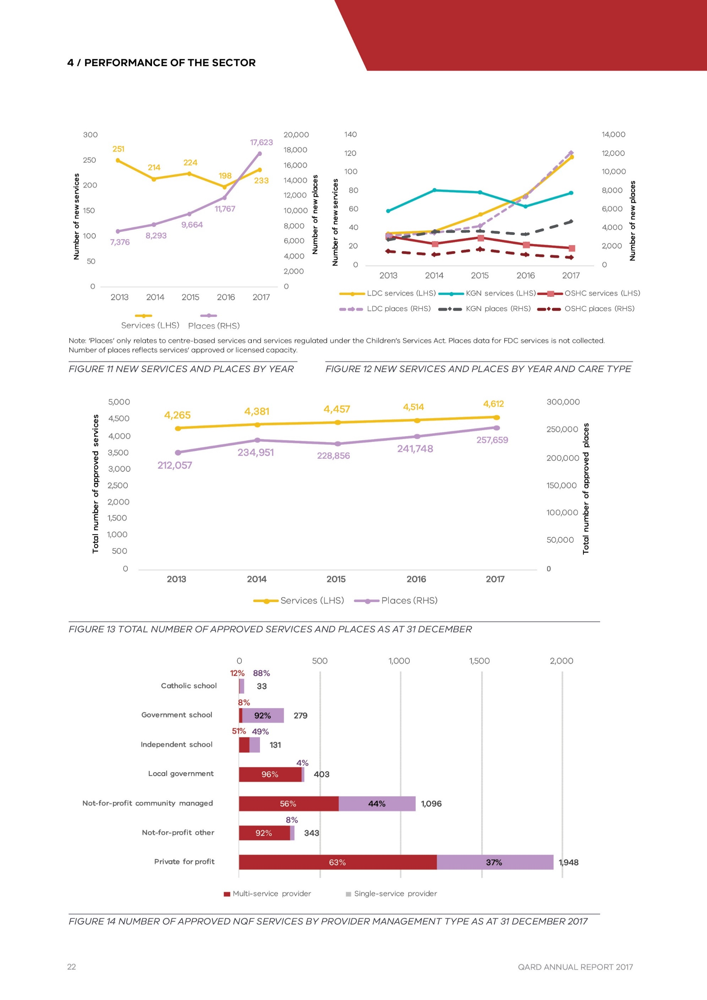 4 / PERFORMANCE OF THE SECTOR
300
250
200
150
100
50
0
Number of new services
251
214
224
198
233
7,376
8,293
9,664
11,767
17,623
20,000
18,000
16,000
14,000
12,000
10,000
8,000
6,000
4,000
2,000
0
Number of new places
2013 2014 2015 2016 2017
Services (LHS) Places (RHS)
140
120
100
80
60
40
20
0
Number of new services
14,000
12,000
10,000
8,000
6,000
4,000
2,000
0
Number of new places
2013 2014 2015 2016 2017
LDC services (LHS) KGN services (LHS) OSHC services (LHS)
LDC places (RHS) KGN places (RHS) OSHC places (RHS)
Note: ‘Places’ only relates to centre-based services and services regulated under the Children’s Services Act. Places data for FDC services is not collected.
Number of places reflects services’ approved or licensed capacity.
FIGURE 11 NEW SERVICES AND PLACES BY YEAR
FIGURE 12 NEW SERVICES AND PLACES BY YEAR AND CARE TYPE
5,000
4,500
4,000
3,500
3,000
2,500
2,000
1,500
1,000
500
0
Total number of approved services
4,265
4,381
4,457
4,514
4,612
212,057
234,951
228,856
241,748
257,659
300,000
250,000
200,000
150,000
100,000
50,000
0
Total number of approved places
2013 2014 2015 2016 2017
Services (LHS) Places (RHS)
FIGURE 13 TOTAL NUMBER OF APPROVED SERVICES AND PLACES AS AT 31 DECEMBER
0 500 1,000 1,500 2,000
12% 88%
Catholic school 33
8%
Government school 92% 279
51% 49%
Independent school 131
4%
Local government 96% 403
Not-for-profit community managed 56% 44% 1,096
8%
Not-for-profit other 92% 343
Private for profit 63% 37% 1,948
Multi-service provider Single-service provider
FIGURE 14 NUMBER OF APPROVED NQF SERVICES BY PROVIDER MANAGEMENT TYPE AS AT 31 DECEMBER 2017
22
QARD ANNUAL REPORT 2017